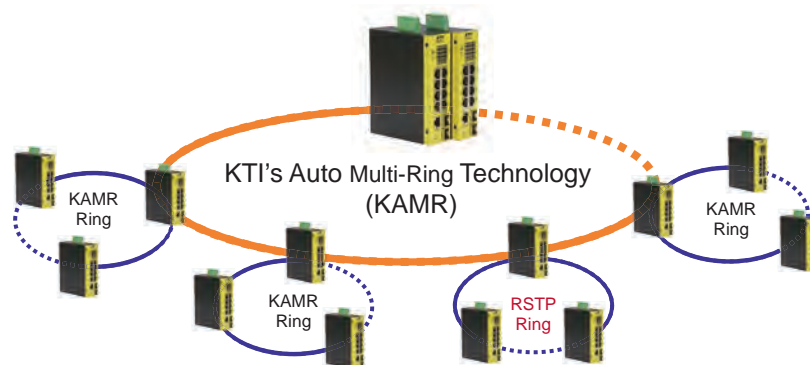 KTI's Auto Multi-Ring Technology
(KAMR)
KAMR
Ring
KAMR
Ring
KAMR
Ring
RSTP
Ring